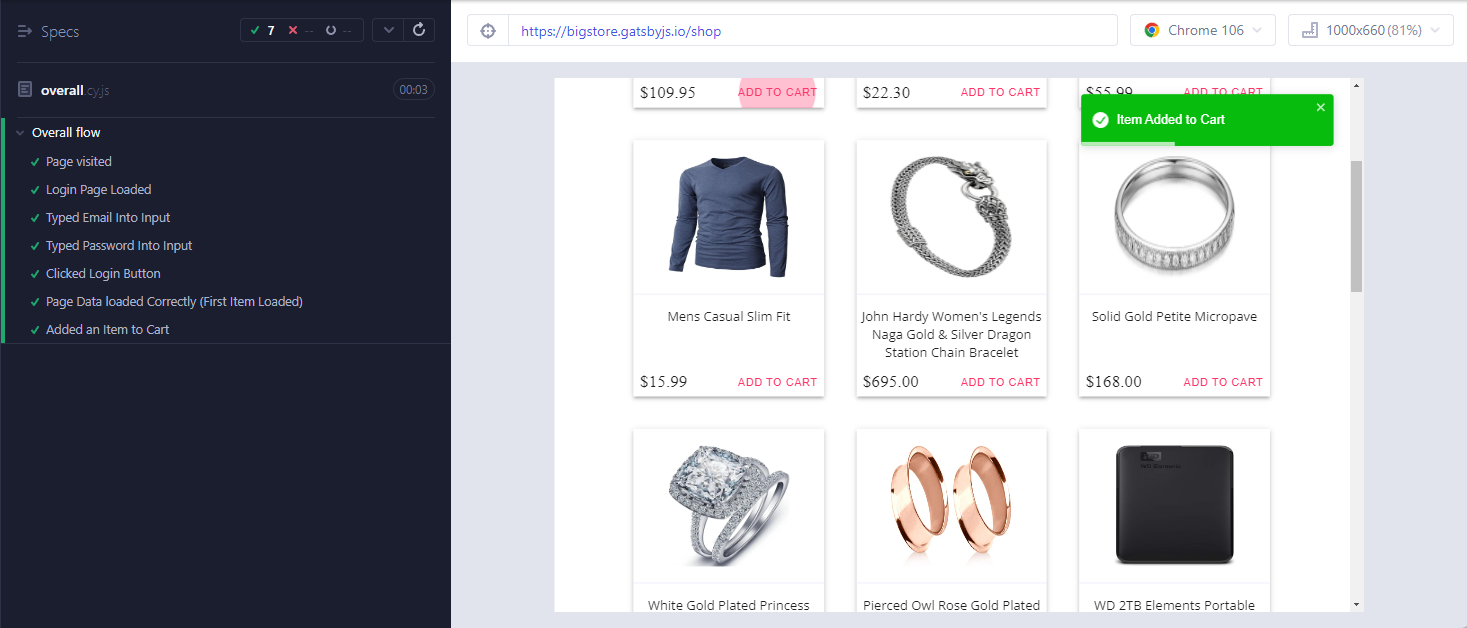 Specs
7
--
--
https://bigstore.gatsbyjs.io/shop
Chrome 106
1000x660 (81%)
overall.cy.js
00:03
Overall flow
Page visited
Login Page Loaded
Typed Email Into Input
Typed Password Into Input
Clicked Login Button
Page Data loaded Correctly (First Item Loaded)
Added an Item to Cart
$109.95
ADD TO CART
$22.30
ADD TO CART
$55.99
ADD TO CART
Item Added to Cart
Mens Casual Slim Fit
$15.99
ADD TO CART
John Hardy Women's Legends
Naga Gold & Silver Dragon
Station Chain Bracelet
$695.00
ADD TO CART
Solid Gold Petite Micropave
$168.00
ADD TO CART
White Gold Plated Princess
Pierced Owl Rose Gold Plated
WD 2TB Elements Portable